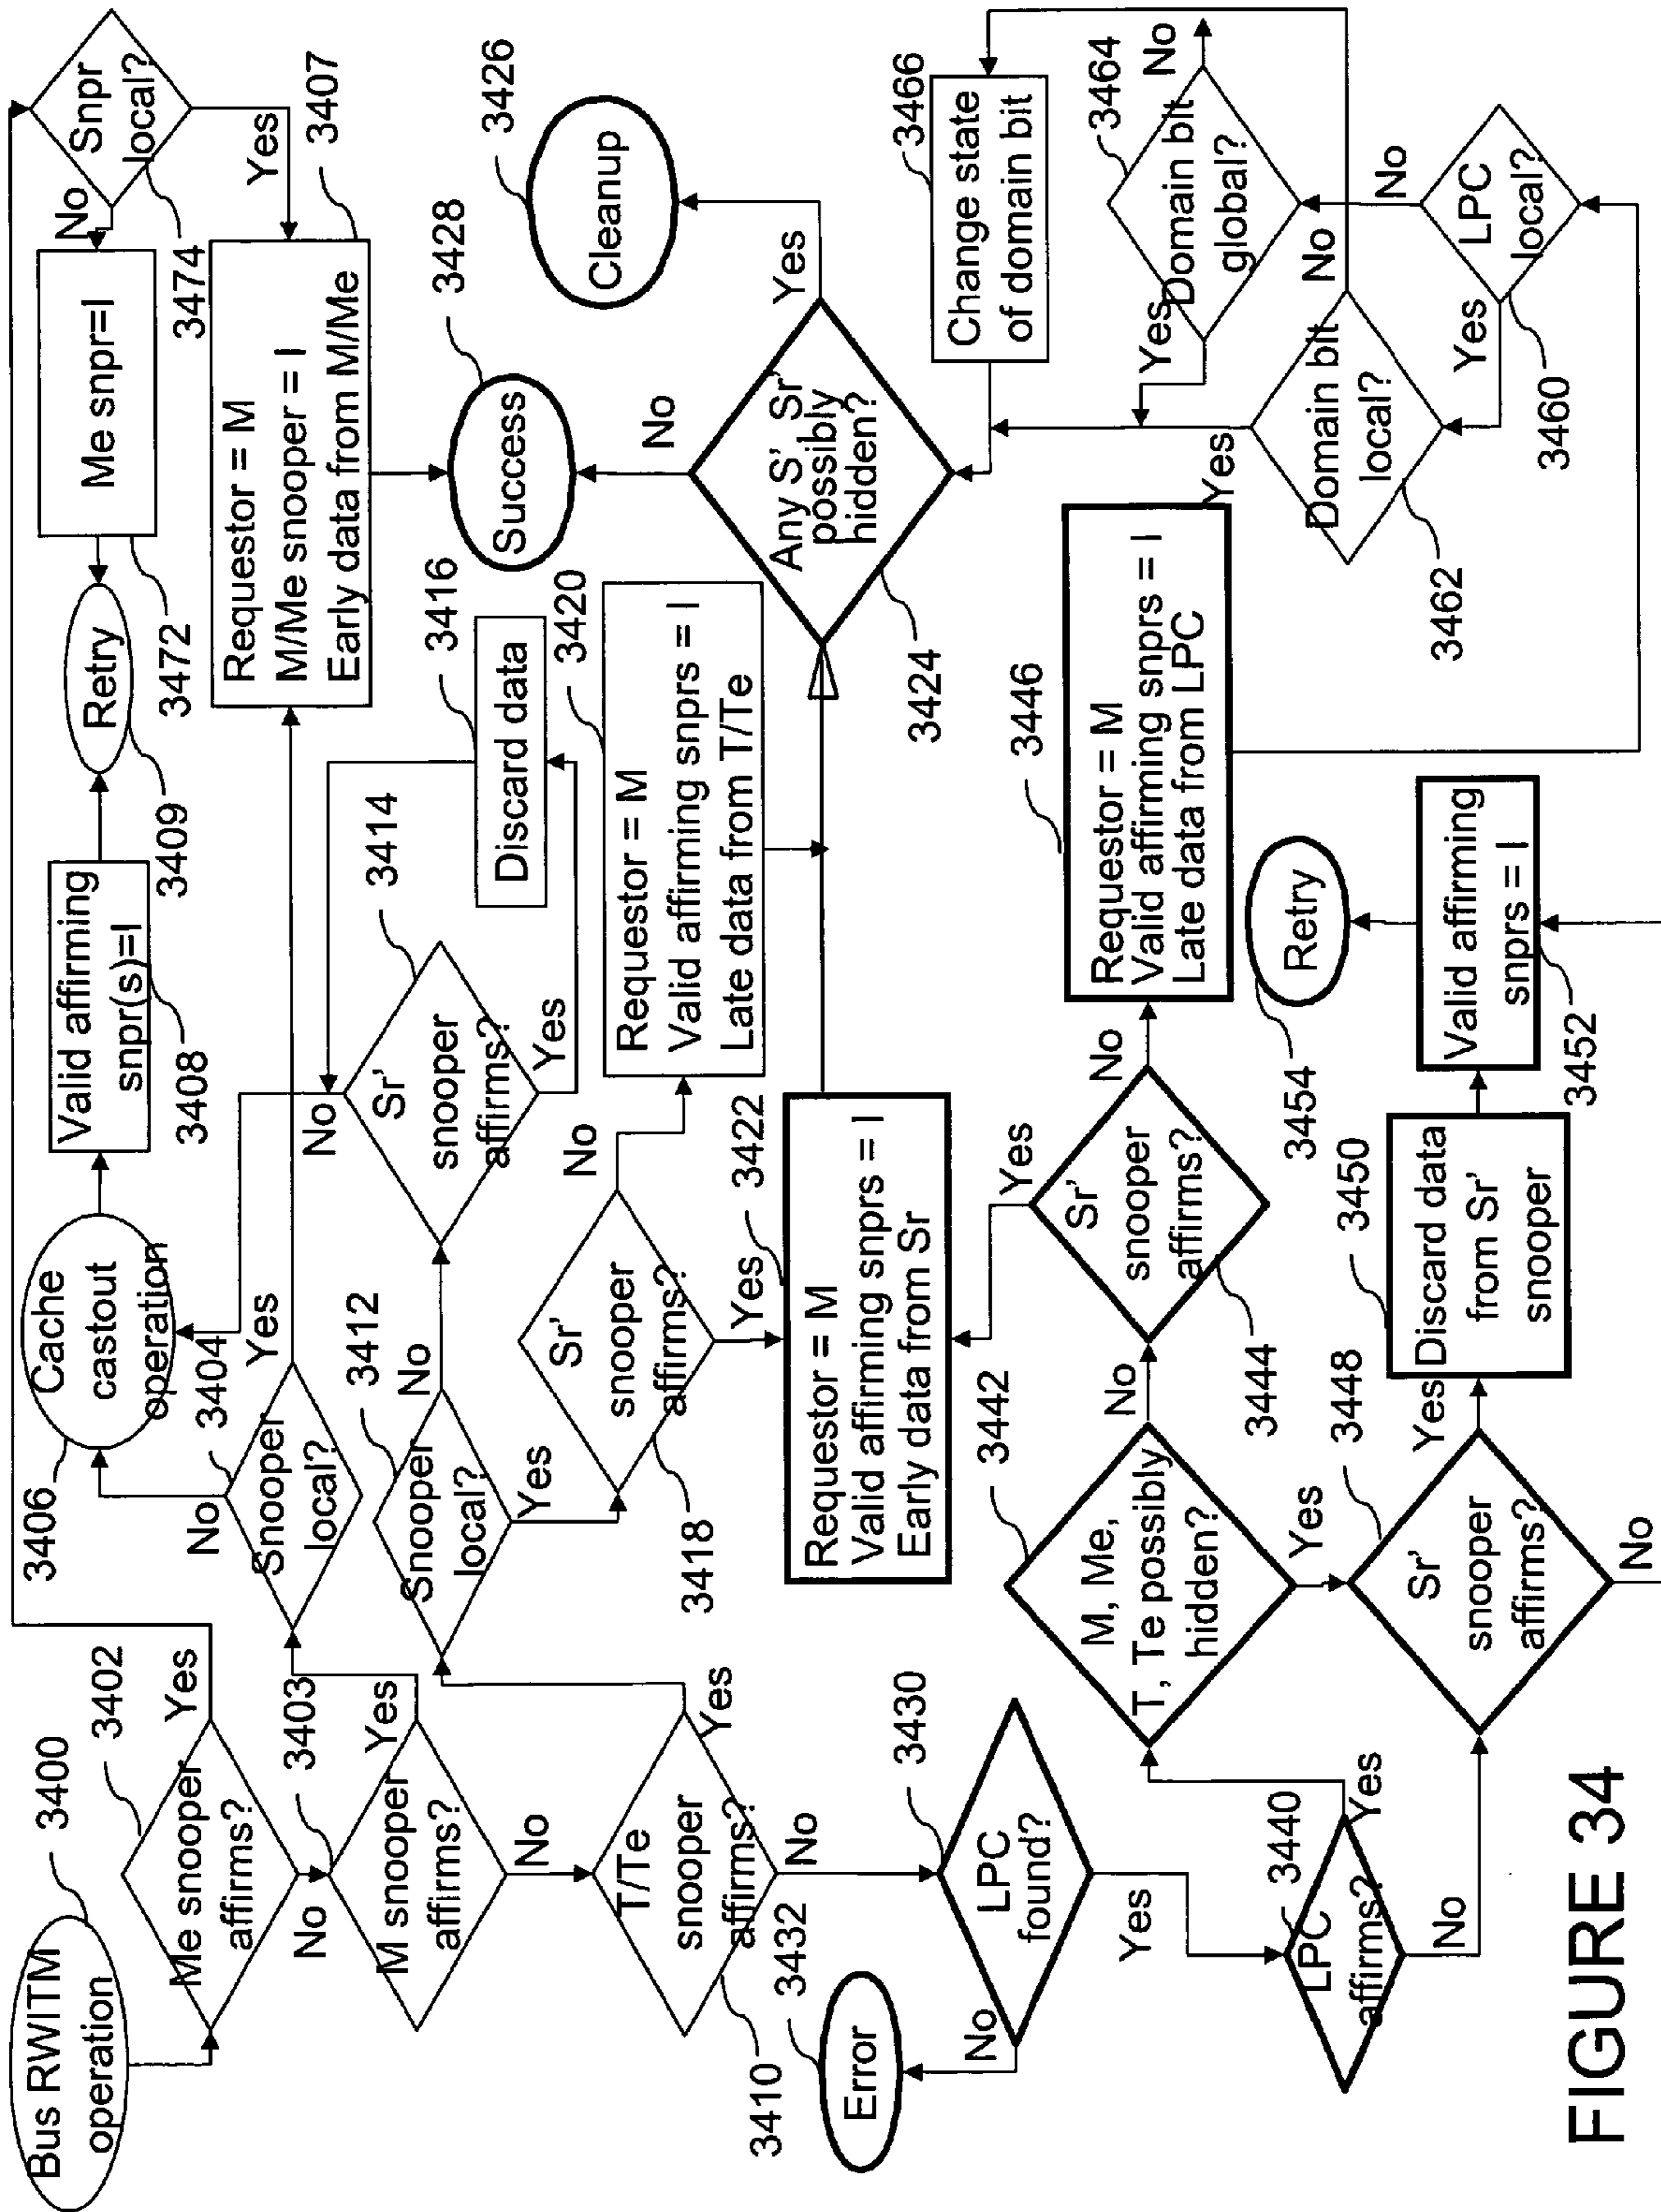 Bus RWITM
operation
3400
Me snooper
affirms?
3402
Yes
No
M snooper
affirms?
3403
Yes
No
T/Te
snooper
affirms?
3410
Yes
No
LPC
found?
3430
No
Error
3432
Yes
LPC
affirms?
3440
Yes
No
Snooper
local?
3404
No
Yes
Cache
castout
operation
3406
Valid affirming
snpr(s)=I
3408
Retry
3409
Me snpr=I
3472
Snpr
local?
3474
No
Yes
Requestor = M
M/Me snooper = I
Early data from M/Me
3407
Snooper
local?
3412
No
Yes
Sr'
snooper
affirms?
3414
No
Yes
Discard data
3416
Sr'
snooper
affirms?
3418
No
Yes
Requestor = M
Valid affirming snprs = I
Late data from T/Te
3420
Requestor = M
Valid affirming snprs = I
Early data from Sr
3422
Any S' Sr'
possibly
hidden?
3424
No
Yes
Success
3428
Cleanup
3426
M, Me,
T, Te possibly
hidden?
3442
No
Yes
Sr'
snooper
affirms?
3444
Yes
No
Requestor = M
Valid affirming snprs = I
Late data from LPC
3446
Sr'
snooper
affirms?
3448
Yes
No
Discard data
from Sr'
snooper
3450
Valid affirming
snprs = I
3452
Retry
3454
LPC
local?
3460
Yes
No
Domain bit
local?
3462
Yes
No
Domain bit
global?
3464
Yes
No
Change state
of domain bit
3466
FIGURE 34